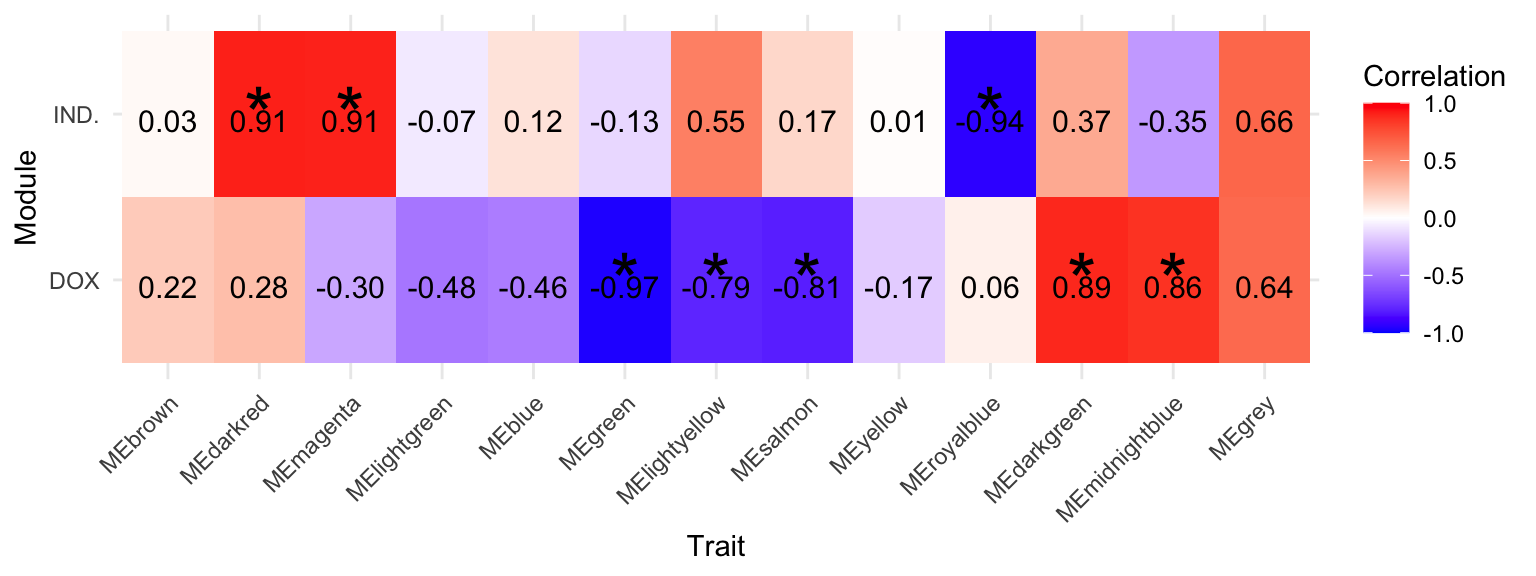 Correlation
1.0
0.5
0.0
-0.5
-1.0
Module
IND.
0.03 0.91 0.91 -0.07 0.12 -0.13 0.55 0.17 0.01 -0.94 0.37 -0.35 0.66
* * *
DOX
0.22 0.28 -0.30 -0.48 -0.46 -0.97 -0.79 -0.81 -0.17 0.06 0.89 0.86 0.64
* * * * *
MEbrown
MEdarkred
MEmagenta
MElightgreen
MEblue
MEgreen
MElightyellow
MEsalmon
MEyellow
MEroyalblue
MEdarkgreen
MEmidnightblue
MEgrey
Trait